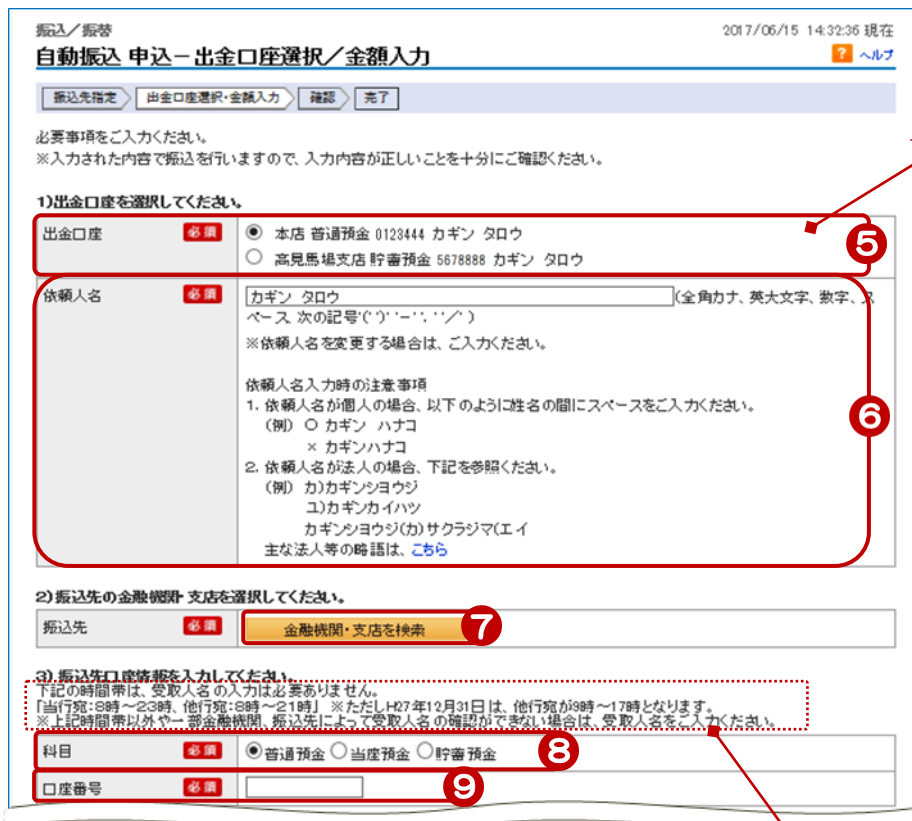 振込／振替
2017/06/15 14:32:36 現在
自動振込 申込－出金口座選択／金額入力
? ヘルプ
振込先指定 出金口座選択・金額入力 確認 完了
必要事項をご入力ください。
※入力された内容で振込を行いますので、入力内容が正しいことを十分にご確認ください。
1)出金口座を選択してください。
出金口座 必須 本店 普通預金 0123444 カギン タロウ
高見馬場支店 貯蓄預金 5678888 カギン タロウ
5
依頼人名 必須 カギン タロウ (全角カナ、英大文字、数字、ス
ペース、次の記号
※依頼人名を変更する場合は、ご入力ください。
依頼人名入力時の注意事項
1. 依頼人名が個人の場合、以下のように姓名の間にスペースをご入力ください。
(例) ○ カギン ハナコ
× カギンハナコ
6
2. 依頼人名が法人の場合、下記を参照ください。
(例) カ)カギンショウジ
ユ)カギンカイハツ
カギンショウジ(カ)サクラジマ(エイ
主な法人等の略語は、こちら
2)振込先の金融機関・支店を選択してください。
振込先 必須 金融機関・支店を検索 7
3)振込先口座情報を入力してください。
下記の時間帯は、受取人名の入力は必要ありません。
「当行宛:8時～23時、他行宛:8時～21時」 ※ただしH27年12月31日は、他行宛が9時～17時となります。
※上記時間帯以外や一部金融機関、振込先によって受取人名の確認ができない場合は、受取人名をご入力ください。
科目 必須 普通預金 当座預金 貯蓄預金 8
口座番号 必須 9